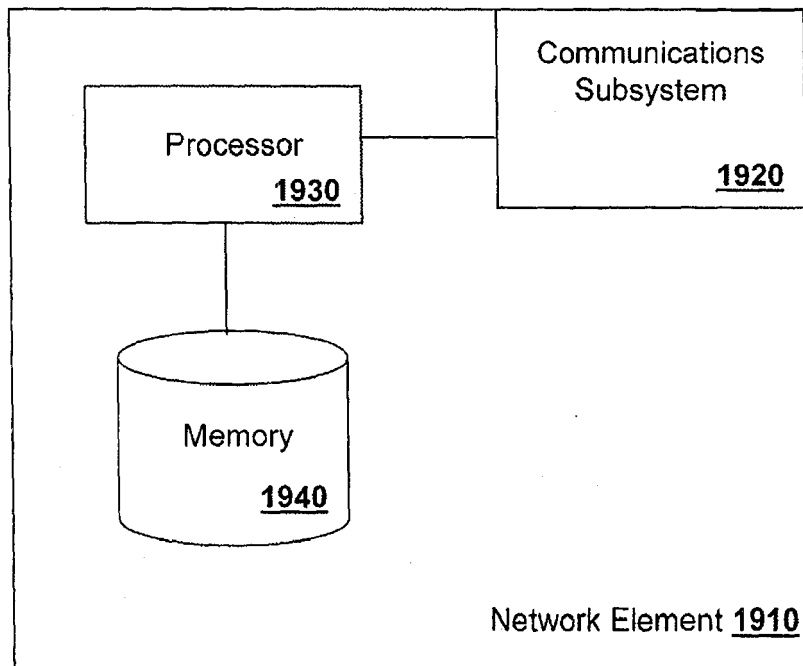 Communications
Subsystem
1920
Processor
1930
Memory
1940
Network Element 1910